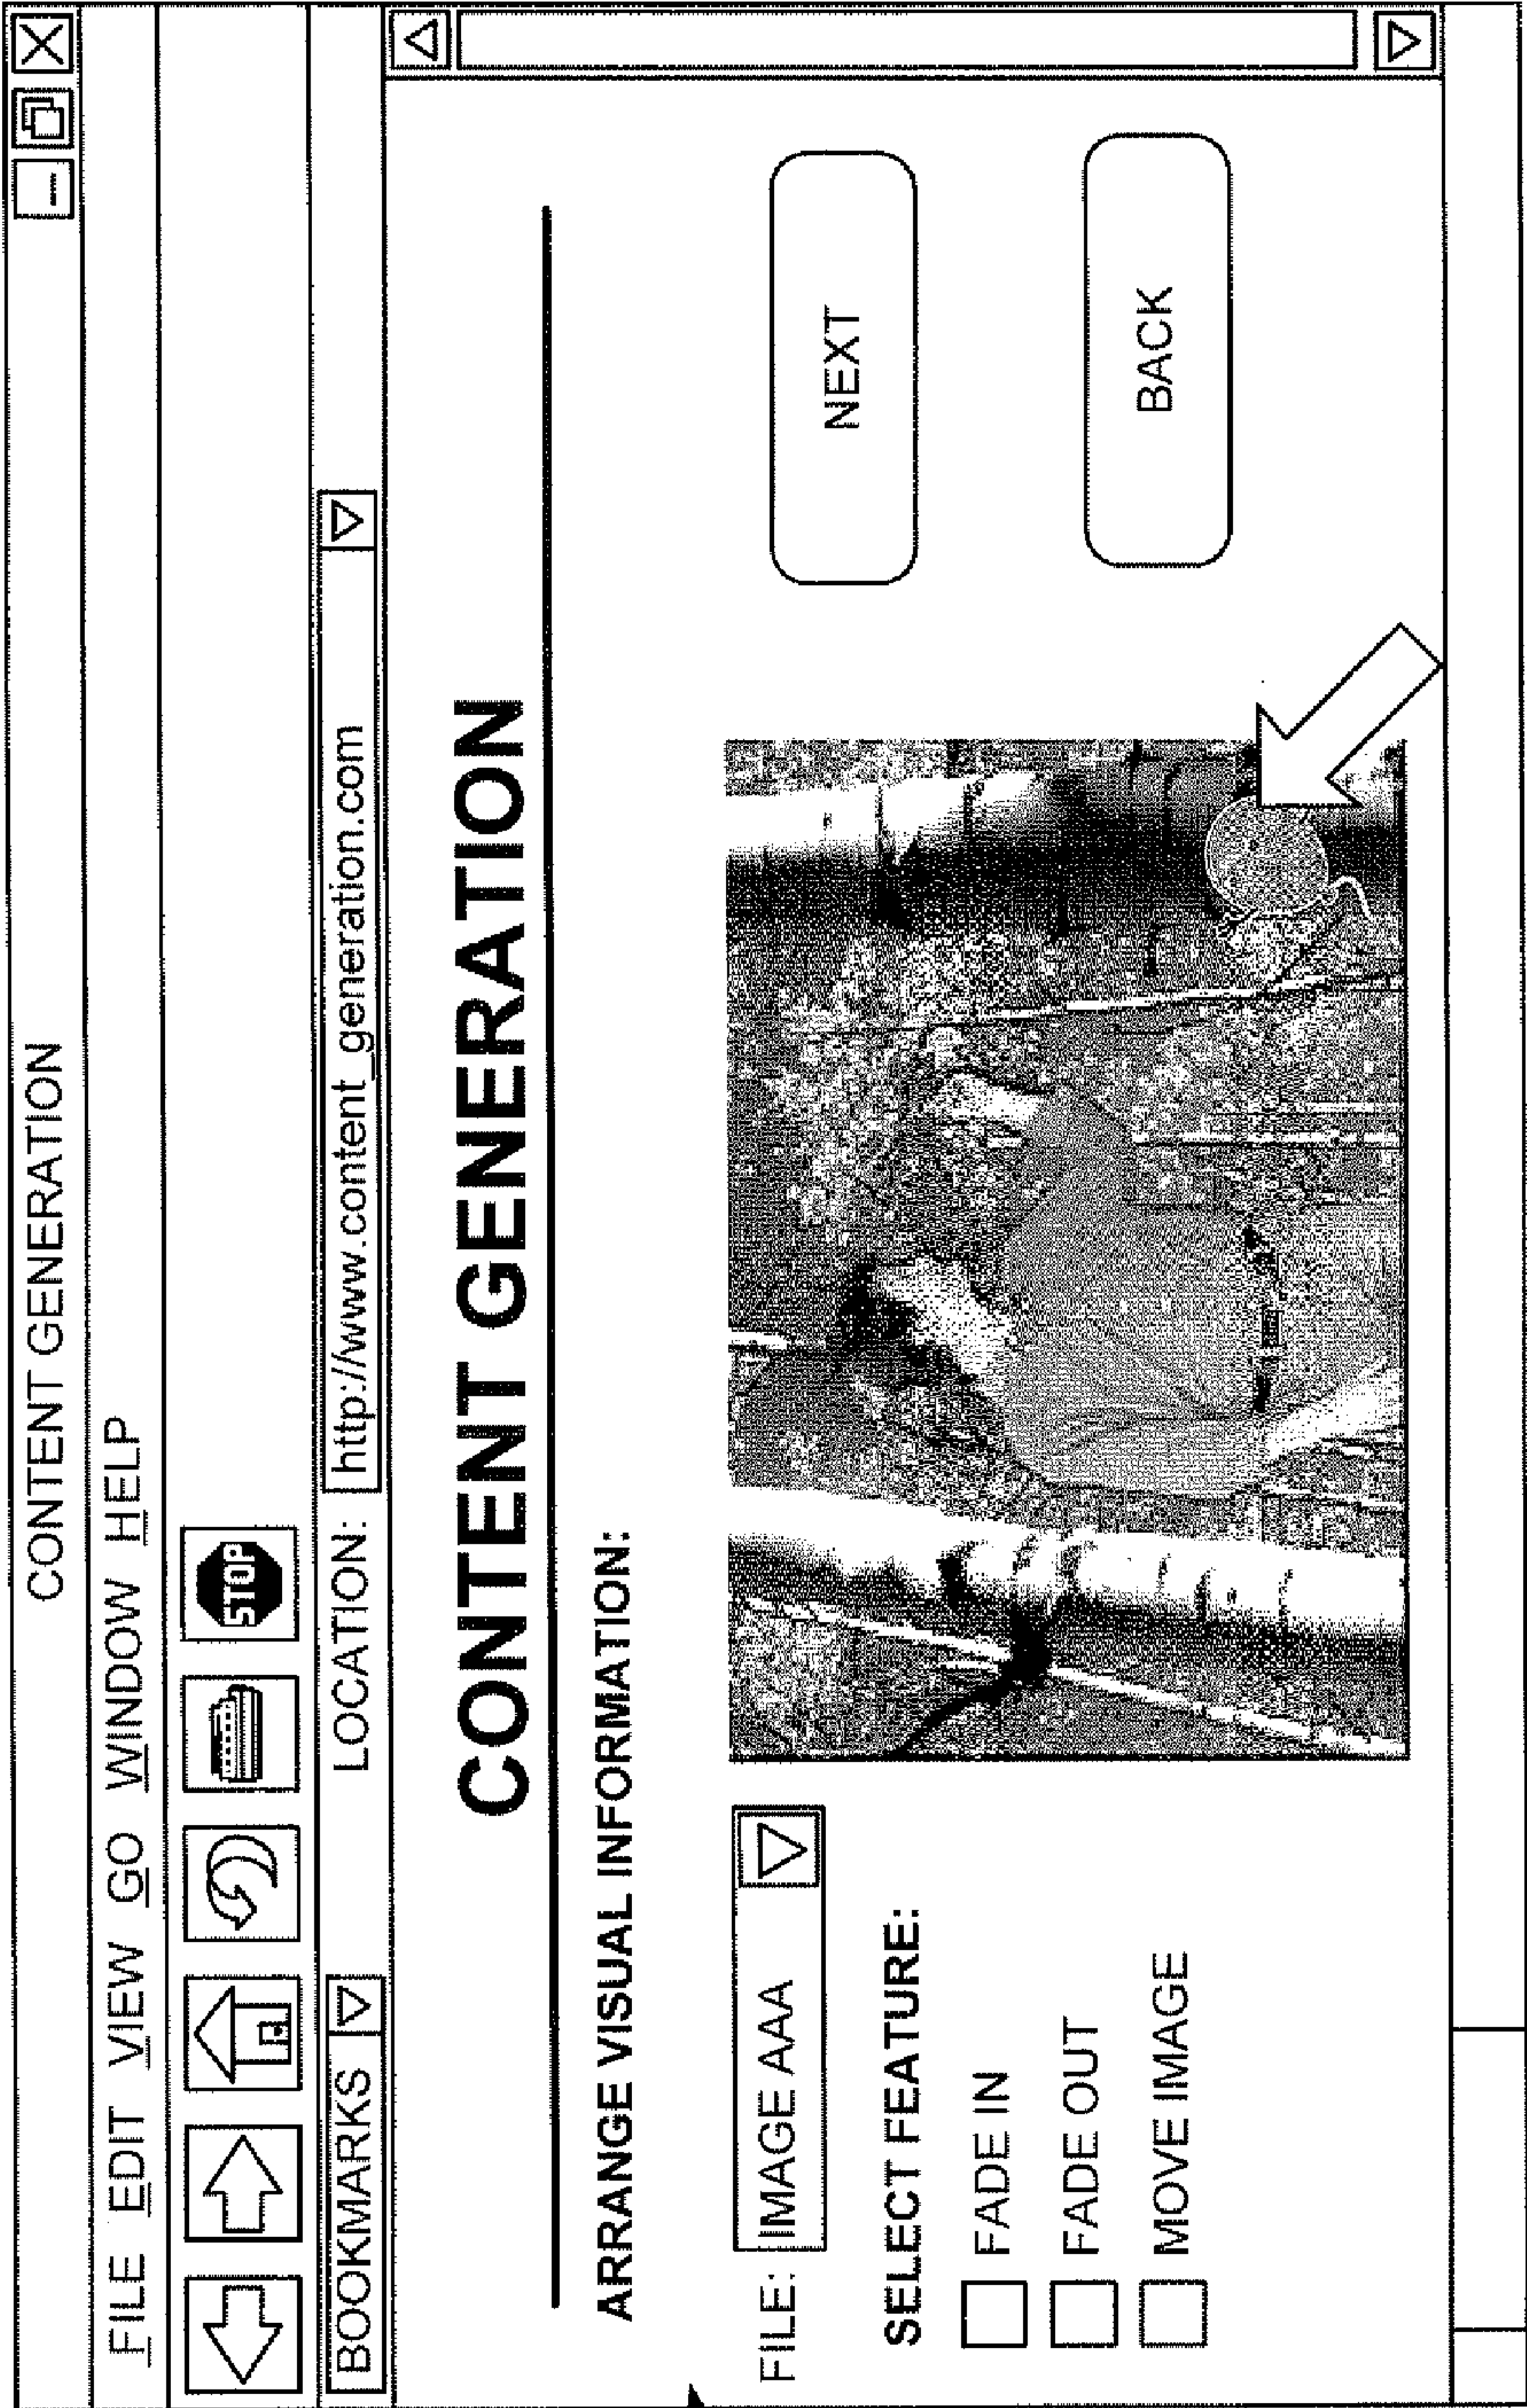 CONTENT GENERATION
FILE EDIT VIEW GO WINDOW HELP
STOP
BOOKMARKS LOCATION: http://www.content_generation.com
CONTENT GENERATION
ARRANGE VISUAL INFORMATION:
FILE: IMAGE AAA
SELECT FEATURE:
FADE IN
FADE OUT
MOVE IMAGE
NEXT
BACK